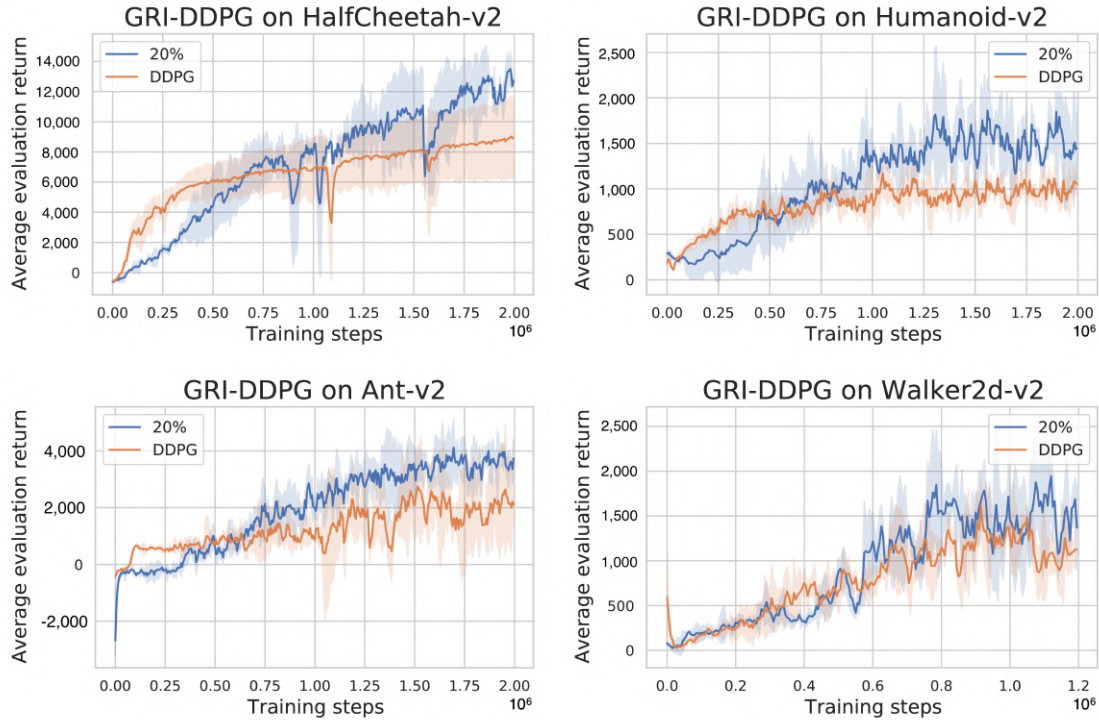 GRI-DDPG on HalfCheetah-v2
Average evaluation return
14,000
12,000
10,000
8,000
6,000
4,000
2,000
0
20%
DDPG
0.00 0.25 0.50 0.75 1.00 1.25 1.50 1.75 2.00
Training steps
10⁶
GRI-DDPG on Humanoid-v2
Average evaluation return
2,500
2,000
1,500
1,000
500
0
20%
DDPG
0.00 0.25 0.50 0.75 1.00 1.25 1.50 1.75 2.00
Training steps
10⁶
GRI-DDPG on Ant-v2
Average evaluation return
4,000
2,000
0
-2,000
20%
DDPG
0.00 0.25 0.50 0.75 1.00 1.25 1.50 1.75 2.00
Training steps
10⁶
GRI-DDPG on Walker2d-v2
Average evaluation return
2,500
2,000
1,500
1,000
500
0
20%
DDPG
0.0 0.2 0.4 0.6 0.8 1.0 1.2
Training steps
10⁶